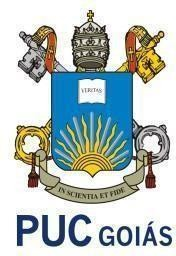 VERITAS
IN SCIENTIA ET FIDE
PUC GOIÁS